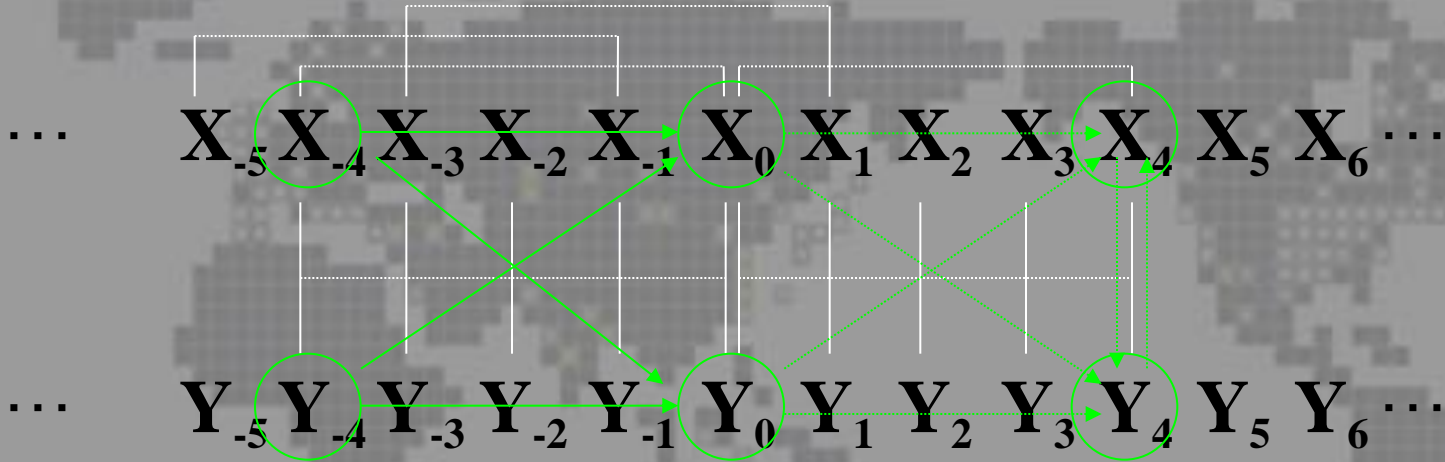 ··· X₋₅ X₋₄ X₋₃ X₋₂ X₋₁ X₀ X₁ X₂ X₃ X₄ X₅ X₆ ···
··· Y₋₅ Y₋₄ Y₋₃ Y₋₂ Y₋₁ Y₀ Y₁ Y₂ Y₃ Y₄ Y₅ Y₆ ···